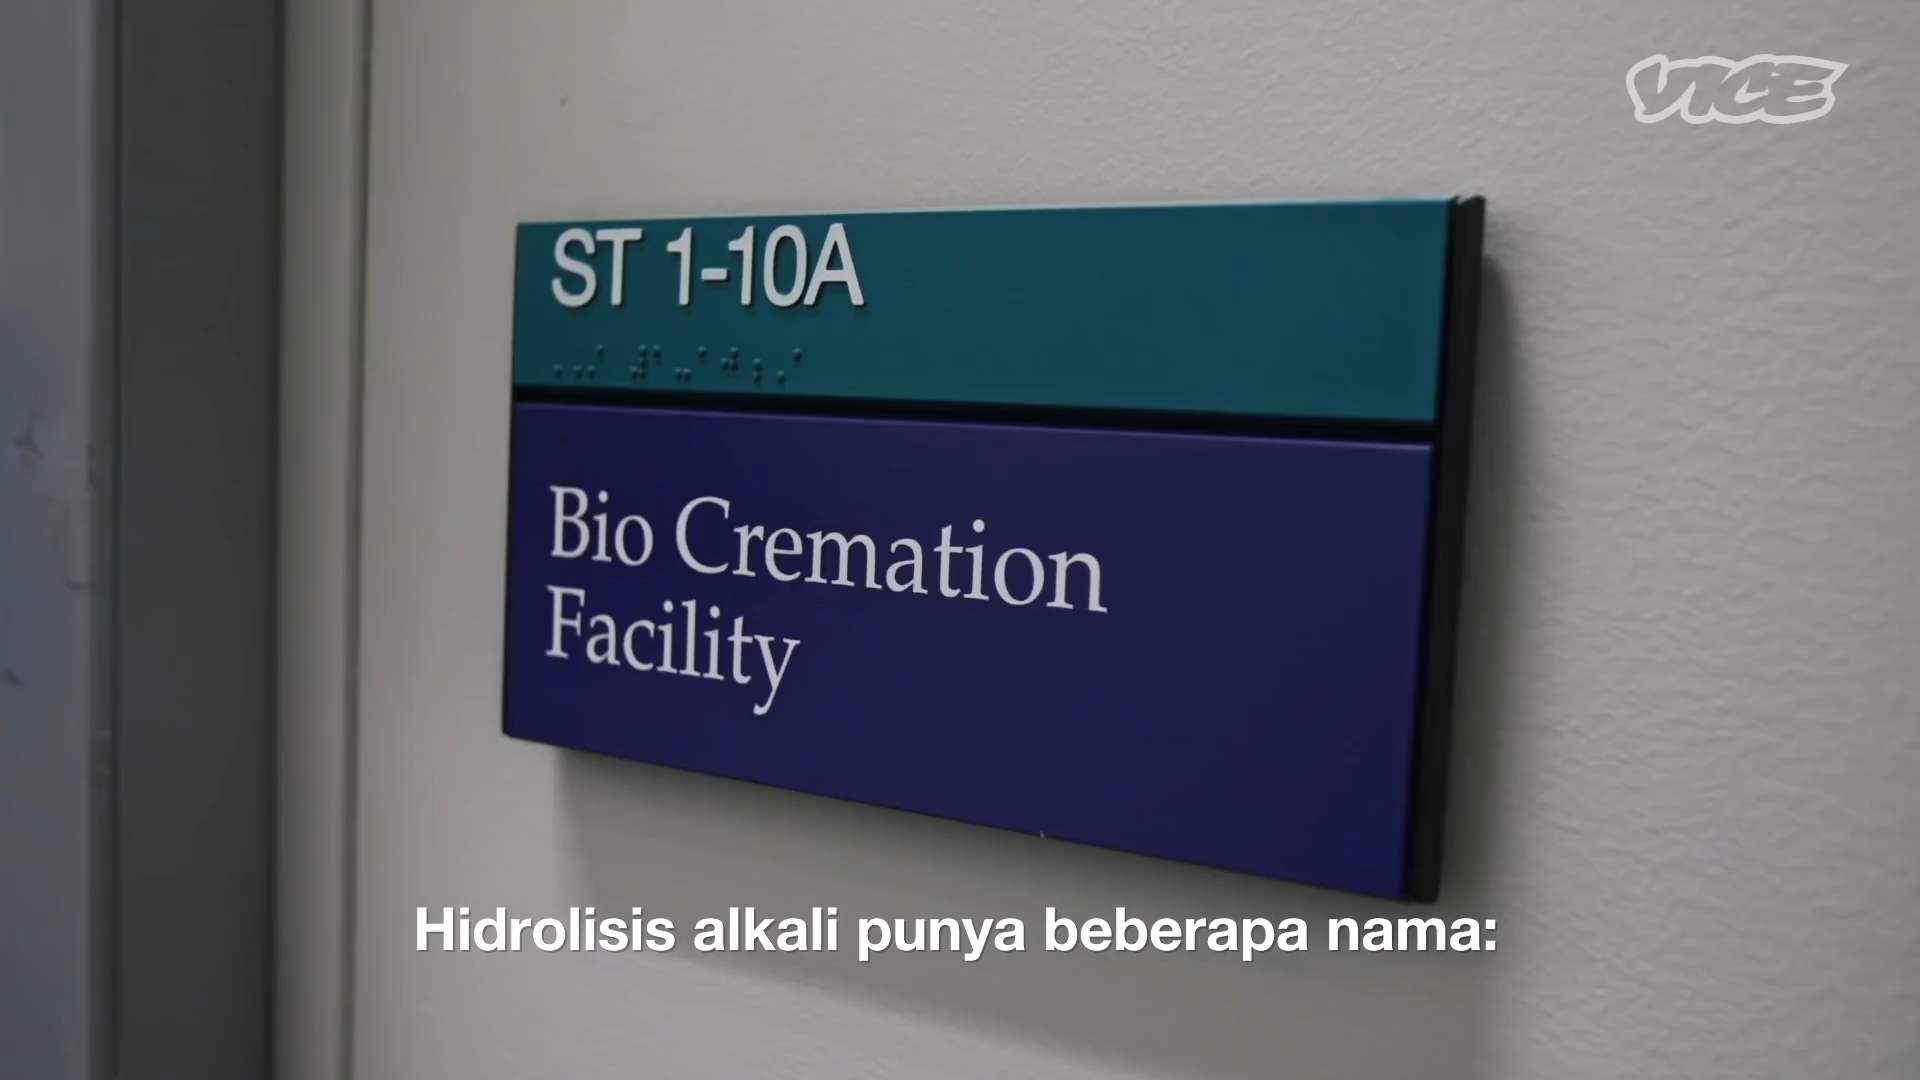 VICE
ST 1-10A
Bio Cremation
Facility
Hidrolisis alkali punya beberapa nama: